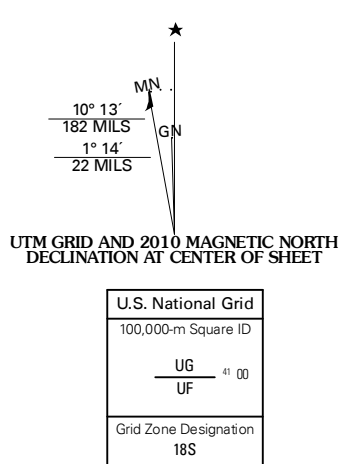 ★
MN
10° 13´
182 MILS
GN
1° 14´
22 MILS
UTM GRID AND 2010 MAGNETIC NORTH
DECLINATION AT CENTER OF SHEET
U.S. National Grid
100,000-m Square ID
UG
41 00
UF
Grid Zone Designation
18S